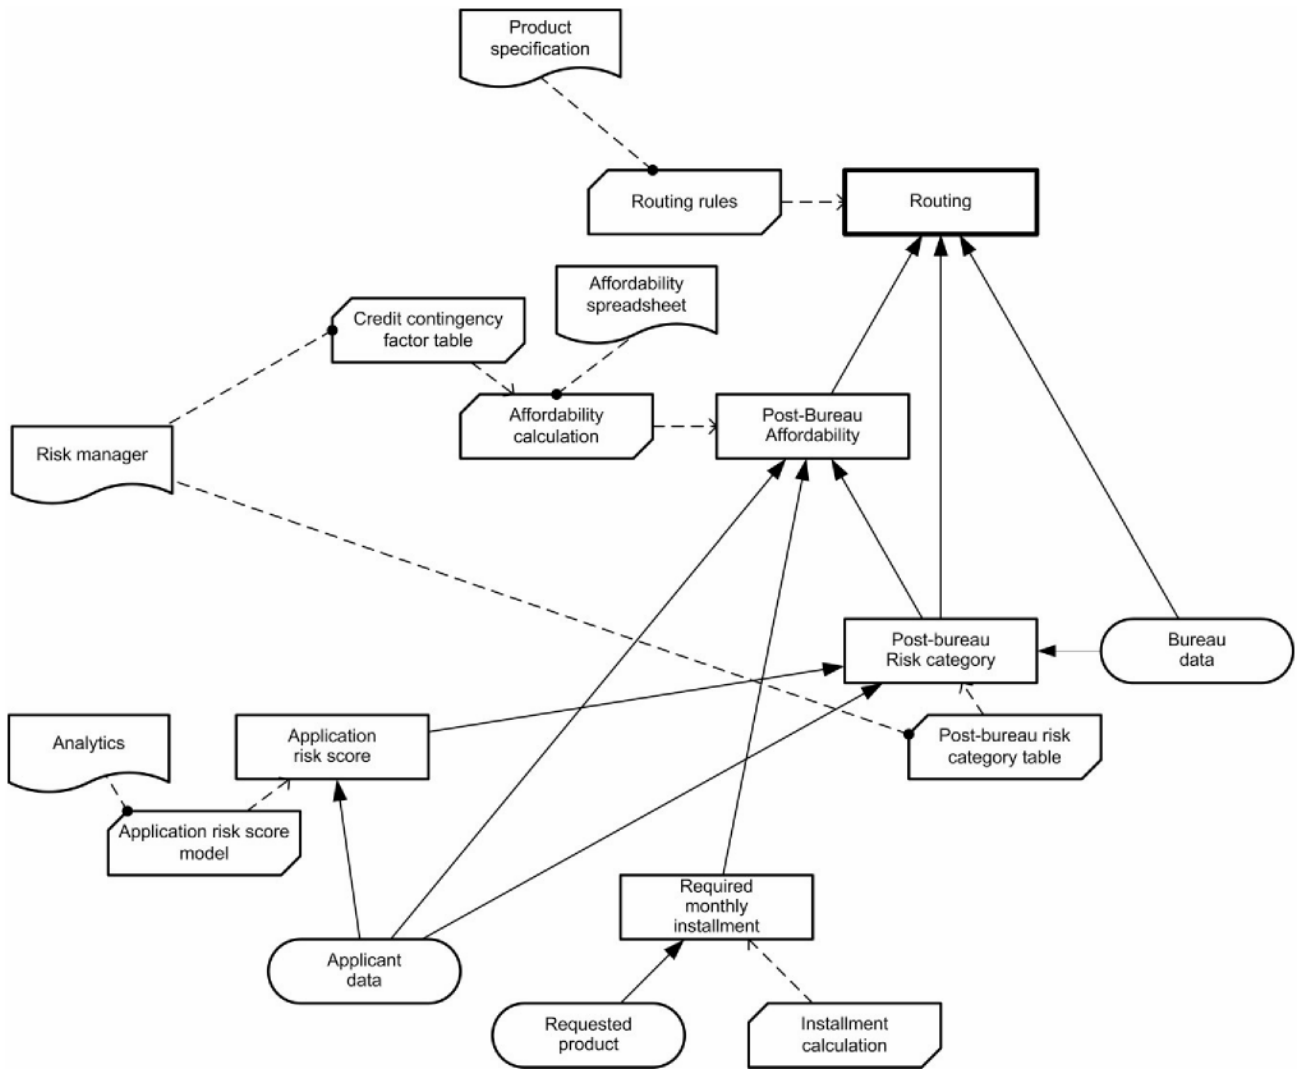 Product
specification
Routing rules
Routing
Affordability
spreadsheet
Credit contingency
factor table
Affordability
calculation
Post-Bureau
Affordability
Risk manager
Post-bureau
Risk category
Bureau
data
Analytics
Application
risk score
Post-bureau risk
category table
Application risk score
model
Required
monthly
installment
Applicant
data
Requested
product
Installment
calculation